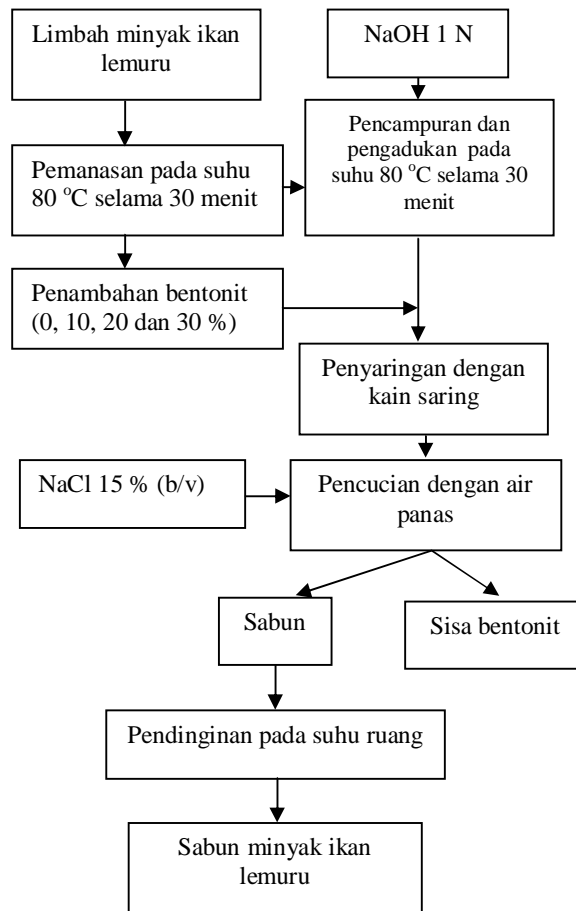 Limbah minyak ikan
lemuru
NaOH 1 N
Pemanasan pada suhu
80 °C selama 30 menit
Pencampuran dan
pengadukan pada
suhu 80 °C selama 30
menit
Penambahan bentonit
(0, 10, 20 dan 30 %)
Penyaringan dengan
kain saring
NaCl 15 % (b/v)
Pencucian dengan air
panas
Sabun
Sisa bentonit
Pendinginan pada suhu ruang
Sabun minyak ikan
lemuru